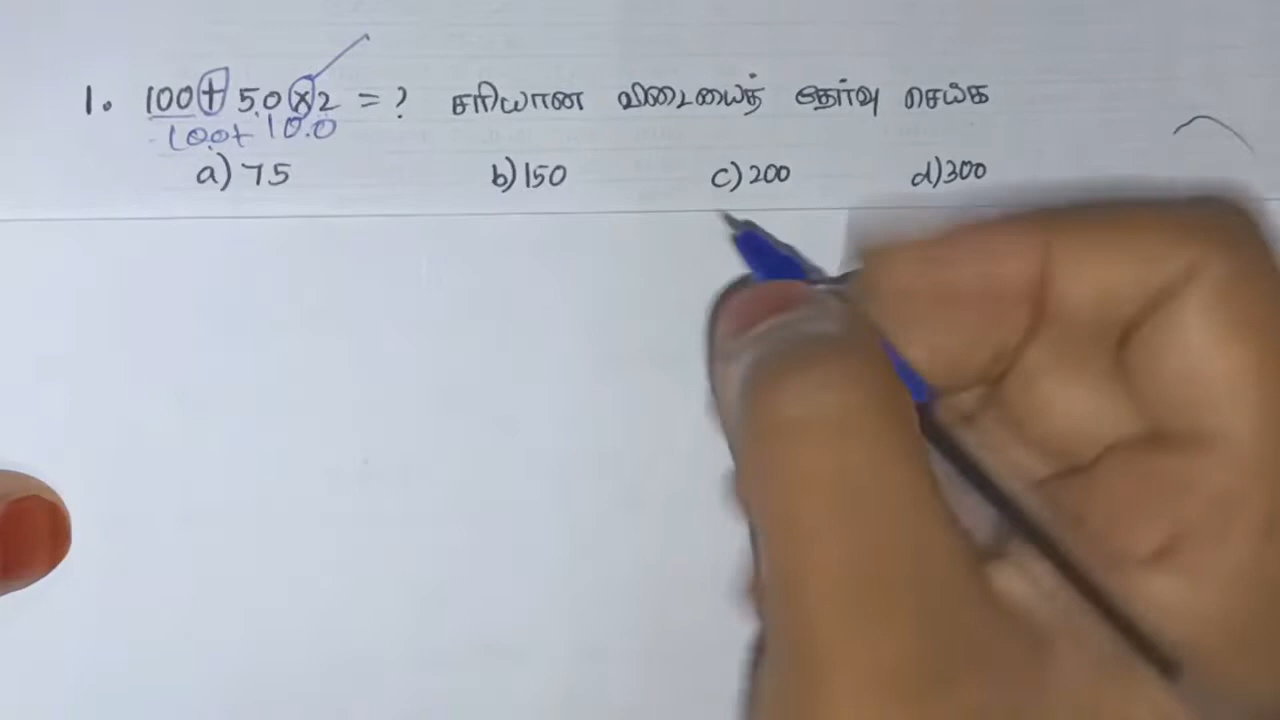 1. 100 + 50 x 2 = ? சரியான விடையைத் தேர்வு செய்க
100+ 100
a) 75 b) 150 c) 200 d) 300